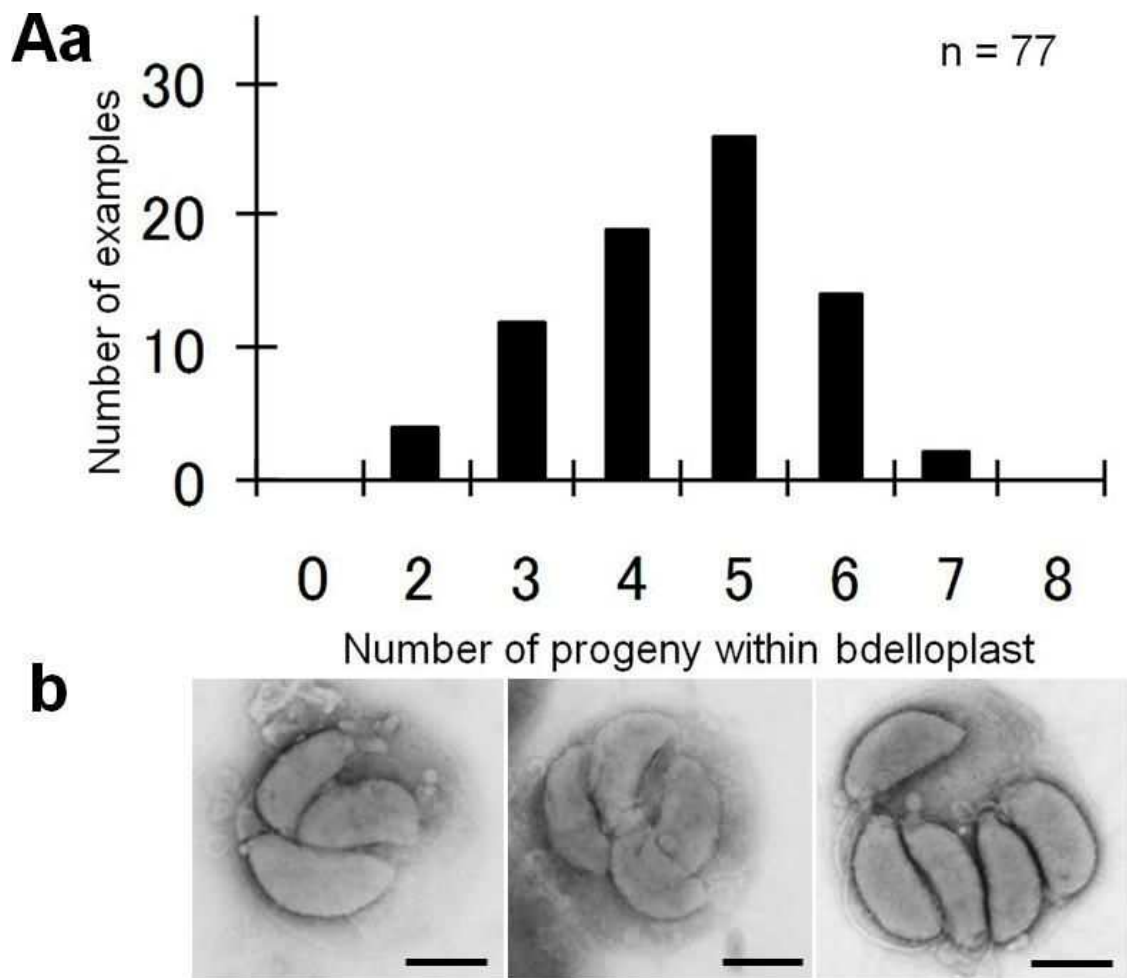 Aa
n = 77
Number of examples
30
20
10
0
0 2 3 4 5 6 7 8
Number of progeny within bdelloplast
b